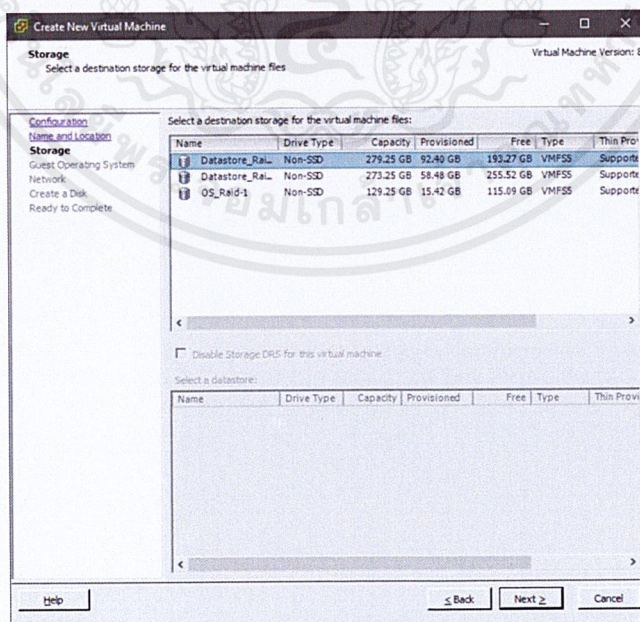 Create New Virtual Machine
Storage
Select a destination storage for the virtual machine files
Virtual Machine Version: 8
Configuration
Name and Location
Storage
Guest Operating System
Network
Create a Disk
Ready to Complete
Select a destination storage for the virtual machine files:
Name Drive Type Capacity Provisioned Free Type Thin Pro
Datastore_Rai... Non-SSD 279.25 GB 92.40 GB 193.27 GB VMFS5 Supporte
Datastore_Rai... Non-SSD 273.25 GB 58.48 GB 255.52 GB VMFS5 Supporte
OS_Raid-1 Non-SSD 129.25 GB 15.42 GB 115.09 GB VMFS5 Supporte
Disable Storage DRS for this virtual machine
Select a datastore:
Name Drive Type Capacity Provisioned Free Type Thin Provi
Help
< Back
Next >
Cancel